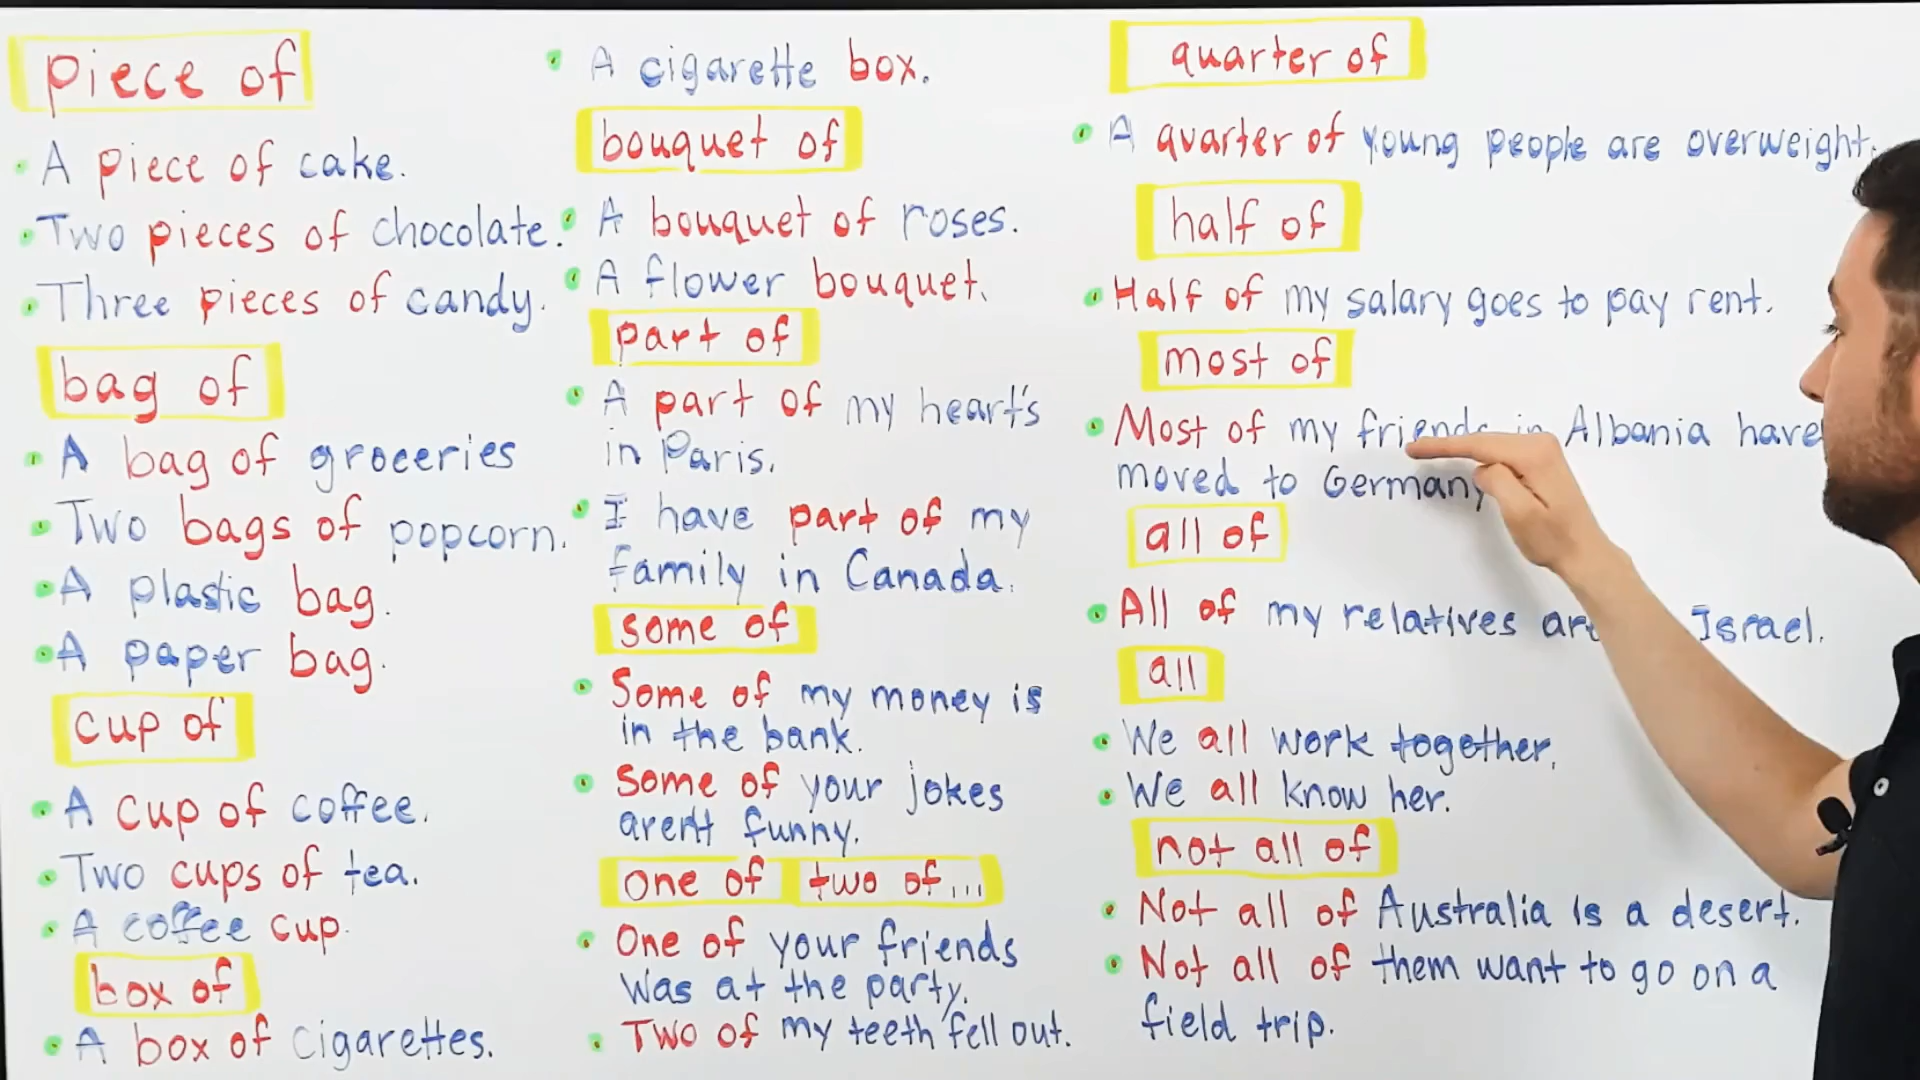 piece of
A piece of cake.
Two pieces of chocolate.
Three pieces of candy.
bag of
A bag of groceries
Two bags of popcorn.
A plastic bag.
A paper bag.
cup of
A cup of coffee.
Two cups of tea.
A coffee cup.
box of
A box of cigarettes.
A cigarette box.
bouquet of
A bouquet of roses.
A flower bouquet.
part of
A part of my heart's
in Paris.
I have part of my
family in Canada.
some of
Some of my money is
in the bank.
Some of your jokes
aren't funny.
one of two of...
One of your friends
was at the party.
Two of my teeth fell out.
quarter of
A quarter of young people are overweight.
half of
Half of my salary goes to pay rent.
most of
Most of my friends in Albania have
moved to Germany
all of
All of my relatives are Israel.
all
We all work together.
We all know her.
not all of
Not all of Australia is a desert.
Not all of them want to go on a
field trip.